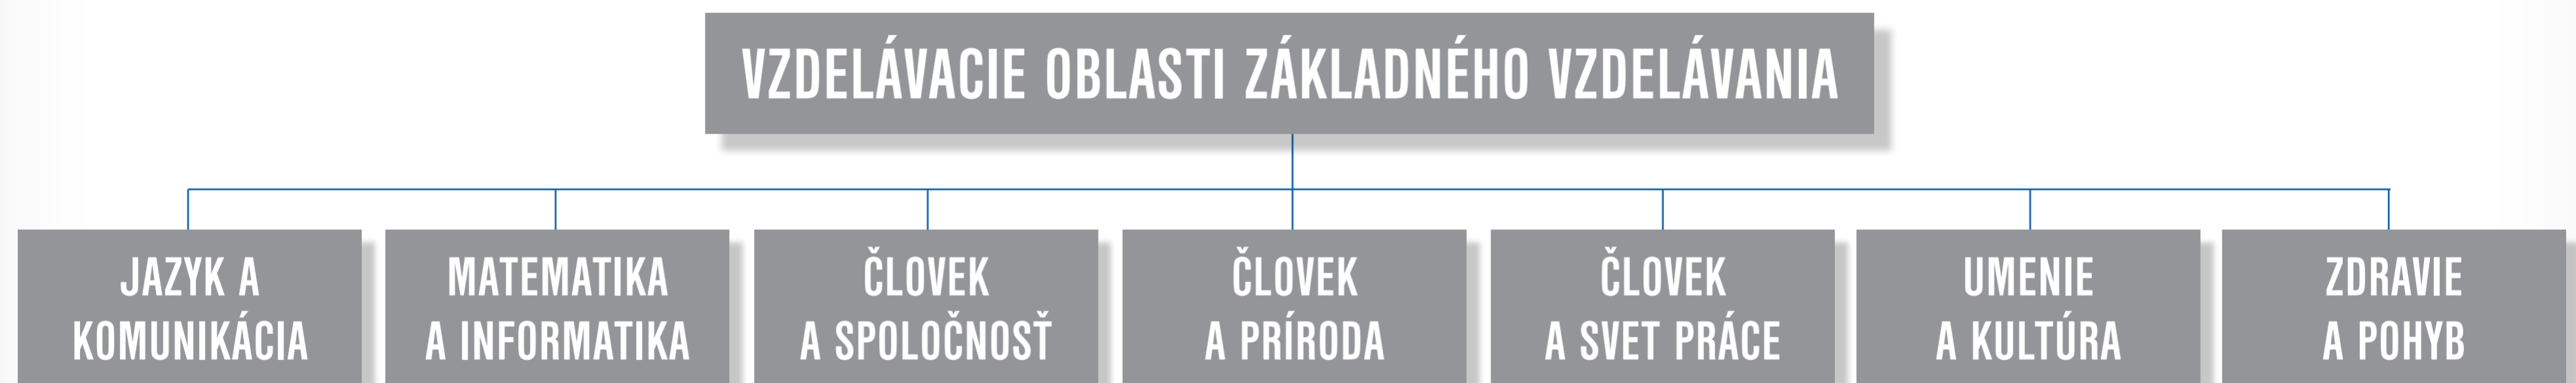 VZDELÁVACIE OBLASTI ZÁKLADNÉHO VZDELÁVANIA
JAZYK A
KOMUNIKÁCIA
MATEMATIKA
A INFORMATIKA
ČLOVEK
A SPOLOČNOSŤ
ČLOVEK
A PRÍRODA
ČLOVEK
A SVET PRÁCE
UMENIE
A KULTÚRA
ZDRAVIE
A POHYB